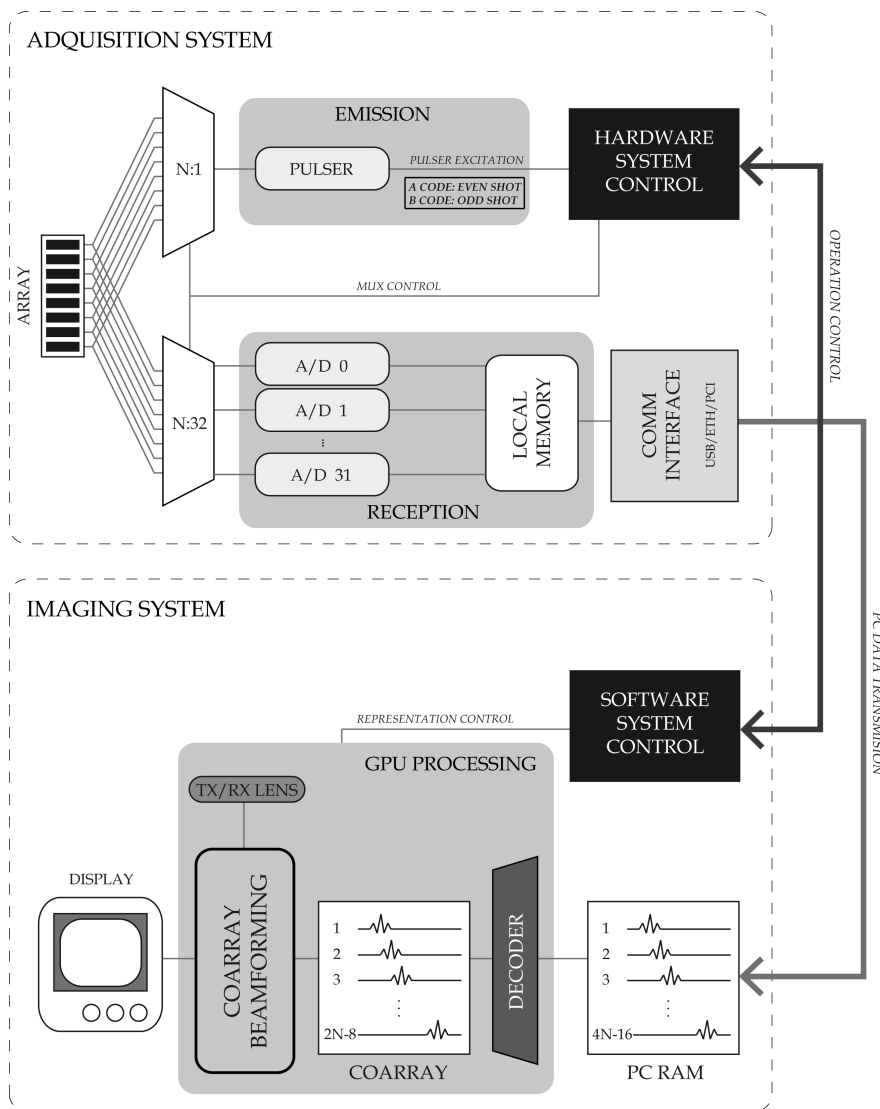 ADQUISITION SYSTEM
EMISSION
N:1
PULSER
PULSER EXCITATION
A CODE: EVEN SHOT
B CODE: ODD SHOT
HARDWARE
SYSTEM
CONTROL
ARRAY
MUX CONTROL
OPERATION CONTROL
N:32
A/D 0
A/D 1
...
A/D 31
LOCAL
MEMORY
RECEPTION
COMM
INTERFACE
USB/ETH/PCI
IMAGING SYSTEM
PC DATA TRANSMISION
SOFTWARE
SYSTEM
CONTROL
REPRESENTATION CONTROL
GPU PROCESSING
TX/RX LENS
DISPLAY
COARRAY
BEAMFORMING
1
2
3
...
2N-8
COARRAY
DECODER
1
2
3
...
4N-16
PC RAM